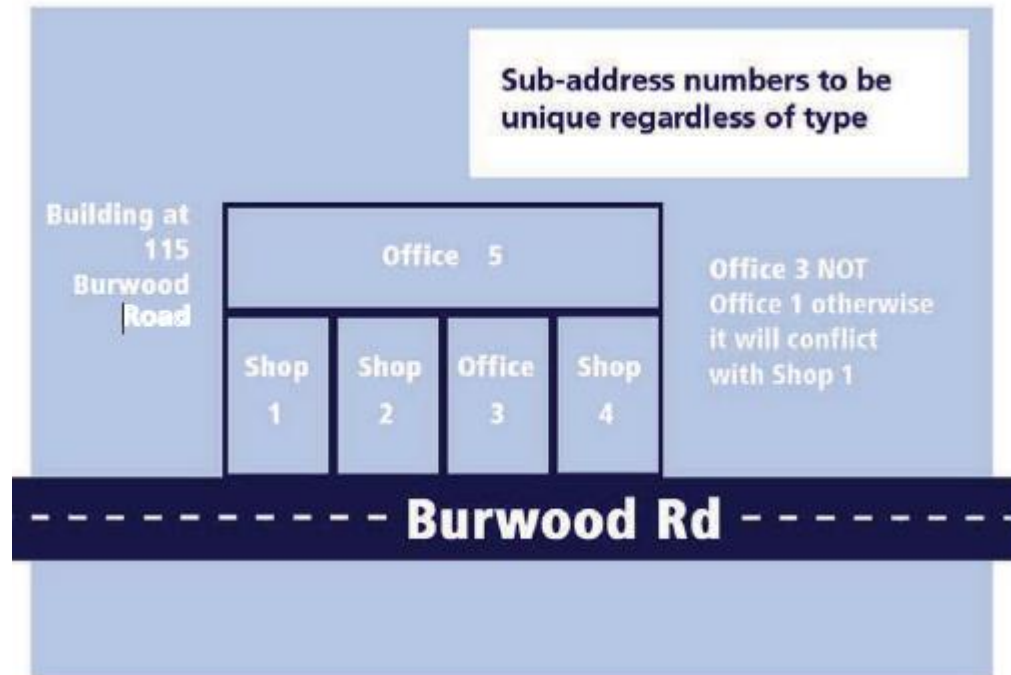 Sub-address numbers to be
unique regardless of type
Building at
115
Burwood
Road
Office 5
Office 3 NOT
Office 1 otherwise
it will conflict
with Shop 1
Shop
1
Shop
2
Office
3
Shop
4
Burwood Rd